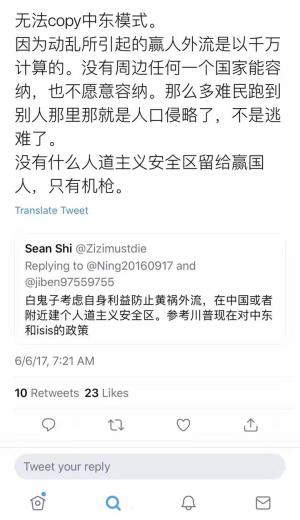 无法copy中东模式。
因为动乱所引起的赢人外流是以千万
计算的。没有周边任何一个国家能容
纳，也不愿意容纳。那么多难民跑到
别人那里那就是人口侵略了，不是逃
难了。
没有什么人道主义安全区留给赢国
人，只有机枪。
Translate Tweet
Sean Shi @Zizimustdie
Replying to @Ning20160917 and
@jiben97559755
白鬼子考虑自身利益防止黄祸外流，在中国或者
附近建个人道主义安全区。参考川普现在对中东
和isis的政策
6/6/17, 7:21 AM
10 Retweets 23 Likes
Tweet your reply